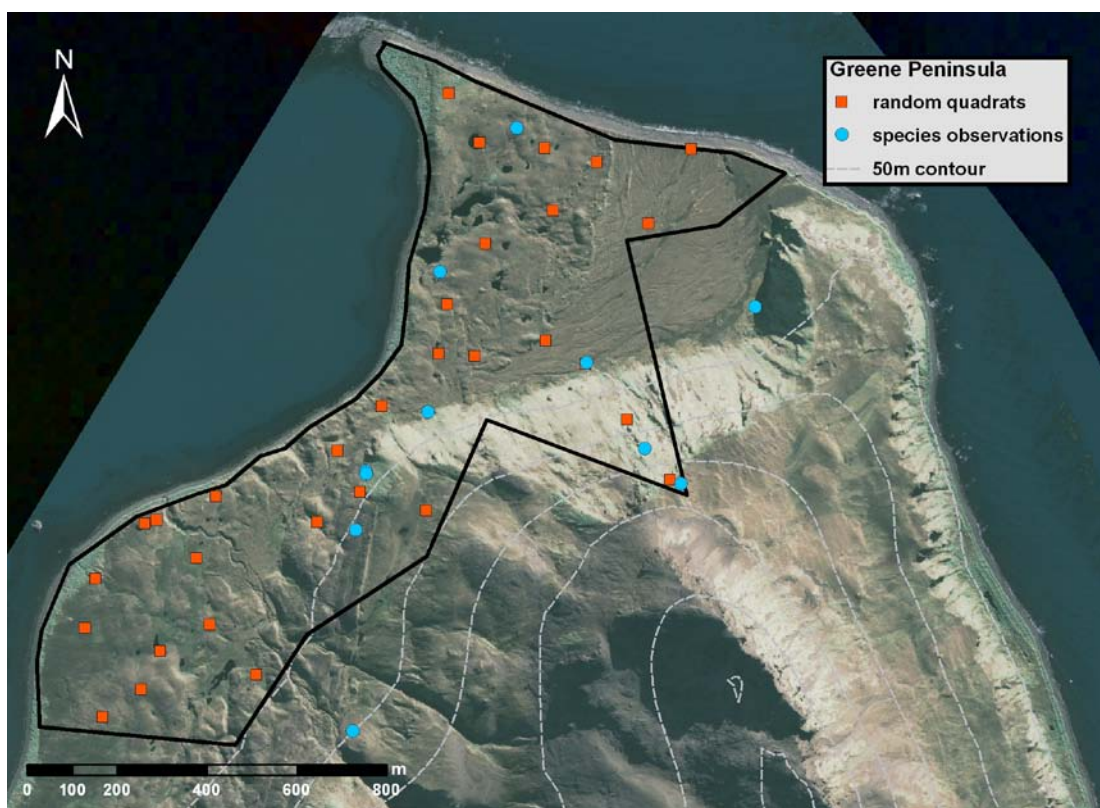 N
Greene Peninsula
random quadrats
species observations
50m contour
m
0 100 200 400 600 800